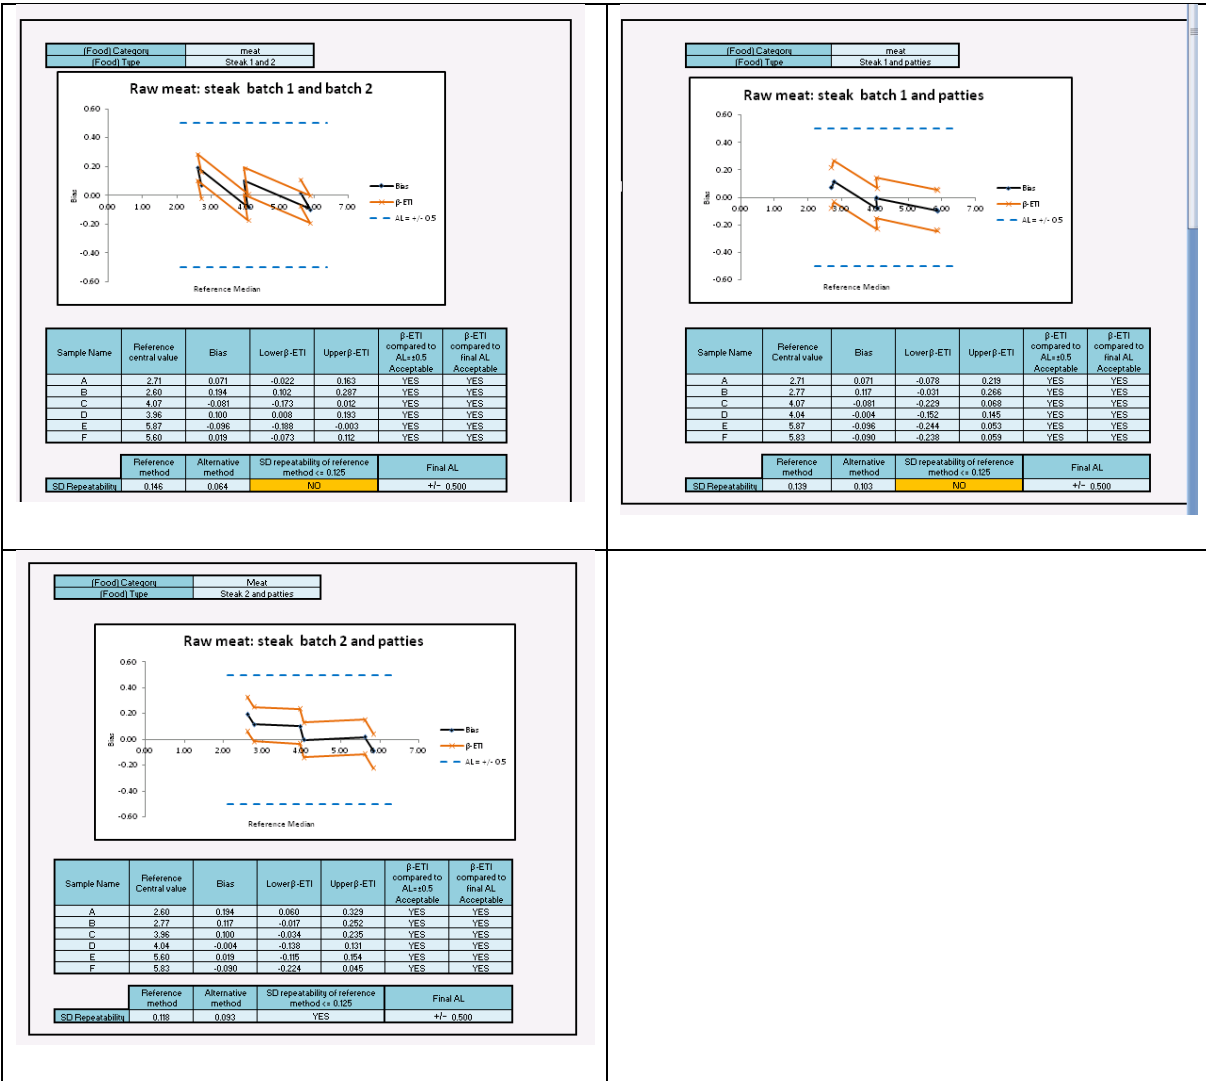 (Food) Category meat
(Food) Type Steak 1 and 2
Raw meat: steak batch 1 and batch 2
0.60
0.40
0.20
0.00
-0.20
-0.40
-0.60
0.00 1.00 2.00 3.00 4.00 5.00 6.00 7.00
Bias
Reference Median
Bias
β-ETI
AL = +/- 0.5
Sample Name Reference central value Bias Lowerβ-ETI Upperβ-ETI β-ETI compared to AL=±0.5 Acceptable β-ETI compared to final AL Acceptable
A 2.71 0.071 -0.022 0.163 YES YES
B 2.60 0.194 0.102 0.287 YES YES
C 4.07 -0.081 -0.173 0.012 YES YES
D 3.96 0.100 0.008 0.193 YES YES
E 5.87 -0.096 -0.188 -0.003 YES YES
F 5.60 0.019 -0.073 0.112 YES YES
Reference method Alternative method SD repeatability of reference method <= 0.125 Final AL
SD Repeatability 0.146 0.064 NO +/- 0.500
(Food) Category meat
(Food) Type Steak 1 and patties
Raw meat: steak batch 1 and patties
0.60
0.40
0.20
0.00
-0.20
-0.40
-0.60
0.00 1.00 2.00 3.00 4.00 5.00 6.00 7.00
Bias
Reference Median
Bias
β-ETI
AL = +/- 0.5
Sample Name Reference Central value Bias Lowerβ-ETI Upperβ-ETI β-ETI compared to AL=±0.5 Acceptable β-ETI compared to final AL Acceptable
A 2.71 0.071 -0.078 0.219 YES YES
B 2.77 0.117 -0.031 0.266 YES YES
C 4.07 -0.081 -0.229 0.068 YES YES
D 4.04 -0.004 -0.152 0.145 YES YES
E 5.87 -0.096 -0.244 0.053 YES YES
F 5.83 -0.090 -0.238 0.059 YES YES
Reference method Alternative method SD repeatability of reference method <= 0.125 Final AL
SD Repeatability 0.139 0.103 NO +/- 0.500
(Food) Category Meat
(Food) Type Steak 2 and patties
Raw meat: steak batch 2 and patties
0.60
0.40
0.20
0.00
-0.20
-0.40
-0.60
0.00 1.00 2.00 3.00 4.00 5.00 6.00 7.00
Bias
Reference Median
Bias
β-ETI
AL = +/- 0.5
Sample Name Reference Central value Bias Lowerβ-ETI Upperβ-ETI β-ETI compared to AL=±0.5 Acceptable β-ETI compared to final AL Acceptable
A 2.60 0.194 0.060 0.329 YES YES
B 2.77 0.117 -0.017 0.252 YES YES
C 3.96 0.100 -0.034 0.235 YES YES
D 4.04 -0.004 -0.138 0.131 YES YES
E 5.60 0.019 -0.115 0.154 YES YES
F 5.83 -0.090 -0.224 0.045 YES YES
Reference method Alternative method SD repeatability of reference method <= 0.125 Final AL
SD Repeatability 0.118 0.093 YES +/- 0.500